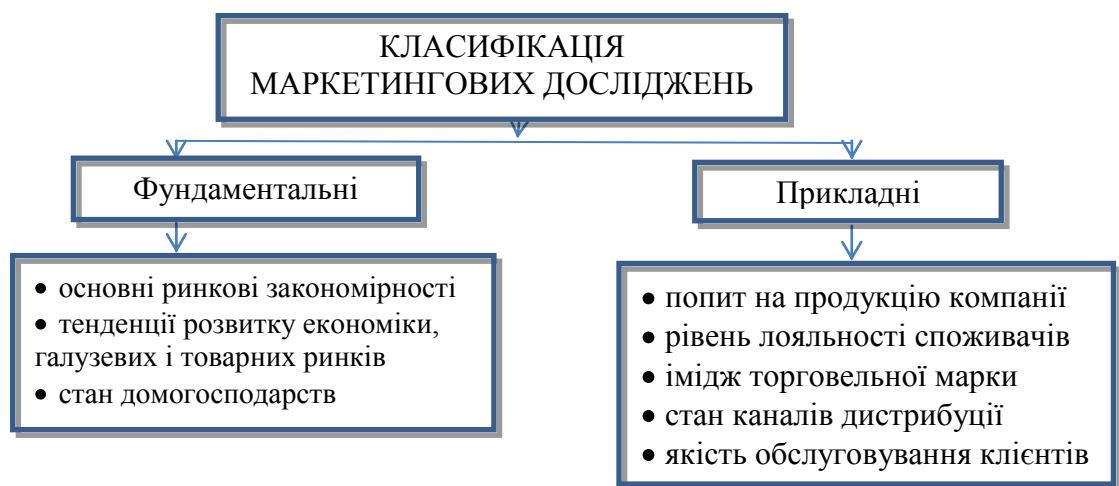 КЛАСИФІКАЦІЯ
МАРКЕТИНГОВИХ ДОСЛІДЖЕНЬ
Фундаментальні
Прикладні
• основні ринкові закономірності
• тенденції розвитку економіки,
галузевих і товарних ринків
• стан домогосподарств
• попит на продукцію компанії
• рівень лояльності споживачів
• імідж торговельної марки
• стан каналів дистрибуції
• якість обслуговування клієнтів